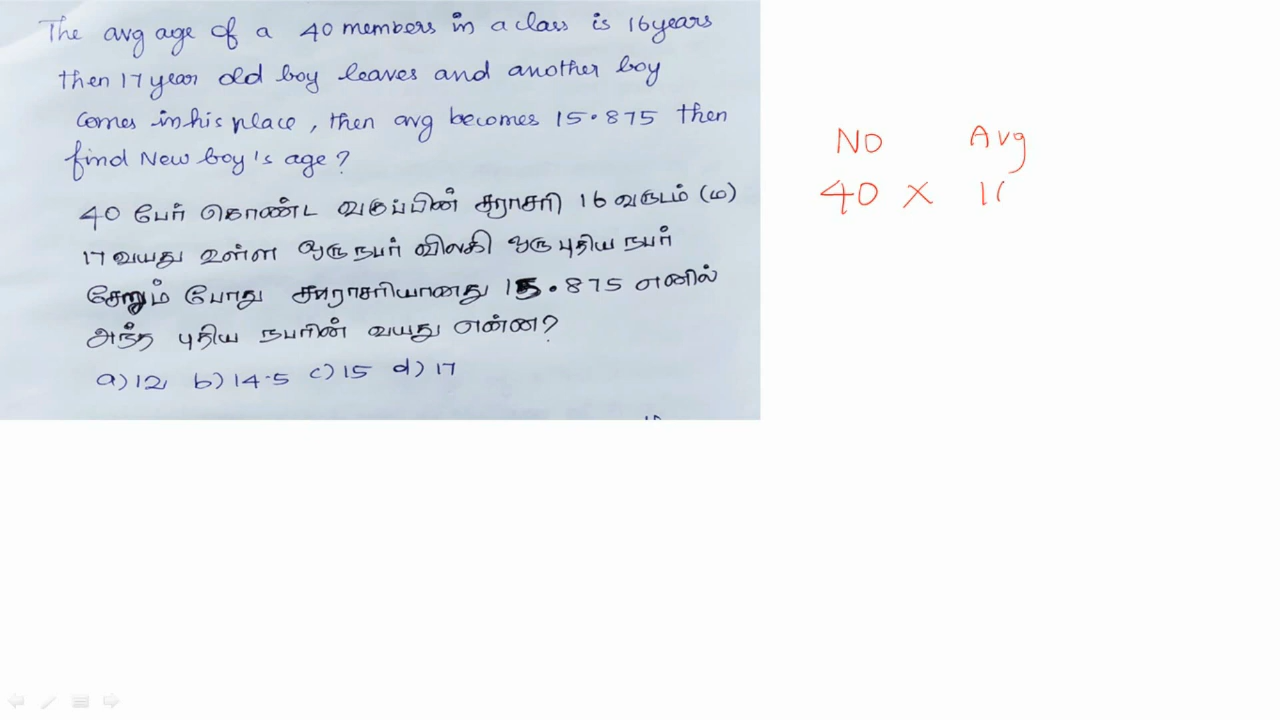 The avg age of a 40 members in a class is 16 years
then 17 year old boy leaves and another boy
comes in his place, then avg becomes 15.875 then
find New boy's age?
40 பேர் கொண்ட வகுப்பின் சராசரி 16 வருடம் (ம)
17 வயது உள்ள ஒரு நபர் விலகி ஒரு புதிய நபர்
சேரும் போது சராசரியானது 15.875 எனில்
அந்த புதிய நபரின் வயது என்ன?
a) 12 b) 14.5 c) 15 d) 17
NO Avg
40 X